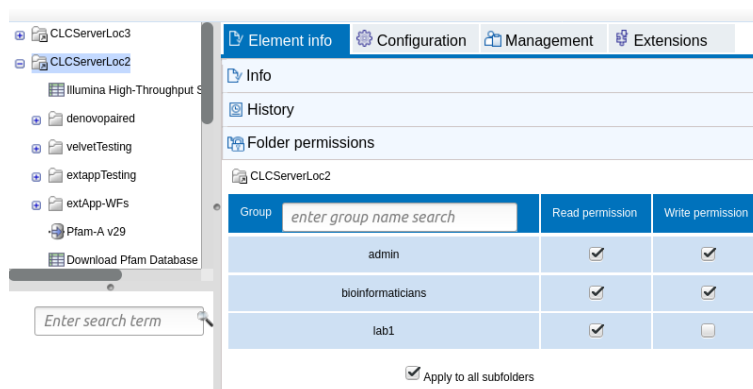 CLCServerLoc3
CLCServerLoc2
Illumina High-Throughput S
denovopaired
velvetTesting
extappTesting
extApp-WFs
Pfam-A v29
Download Pfam Database
Enter search term
Element info Configuration Management Extensions
Info
History
Folder permissions
CLCServerLoc2
Group enter group name search Read permission Write permission
admin
bioinformaticians
lab1
Apply to all subfolders